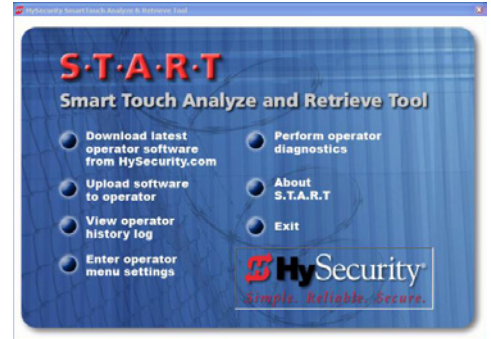 HySecurity Smart Touch Analyzer & Retrieve Tool
S·T·A·R·T
Smart Touch Analyze and Retrieve Tool
Download latest
operator software
from HySecurity.com
Upload software
to operator
View operator
history log
Enter operator
menu settings
Perform operator
diagnostics
About
S.T.A.R.T
Exit
HySecurity®
Simple. Reliable. Secure.